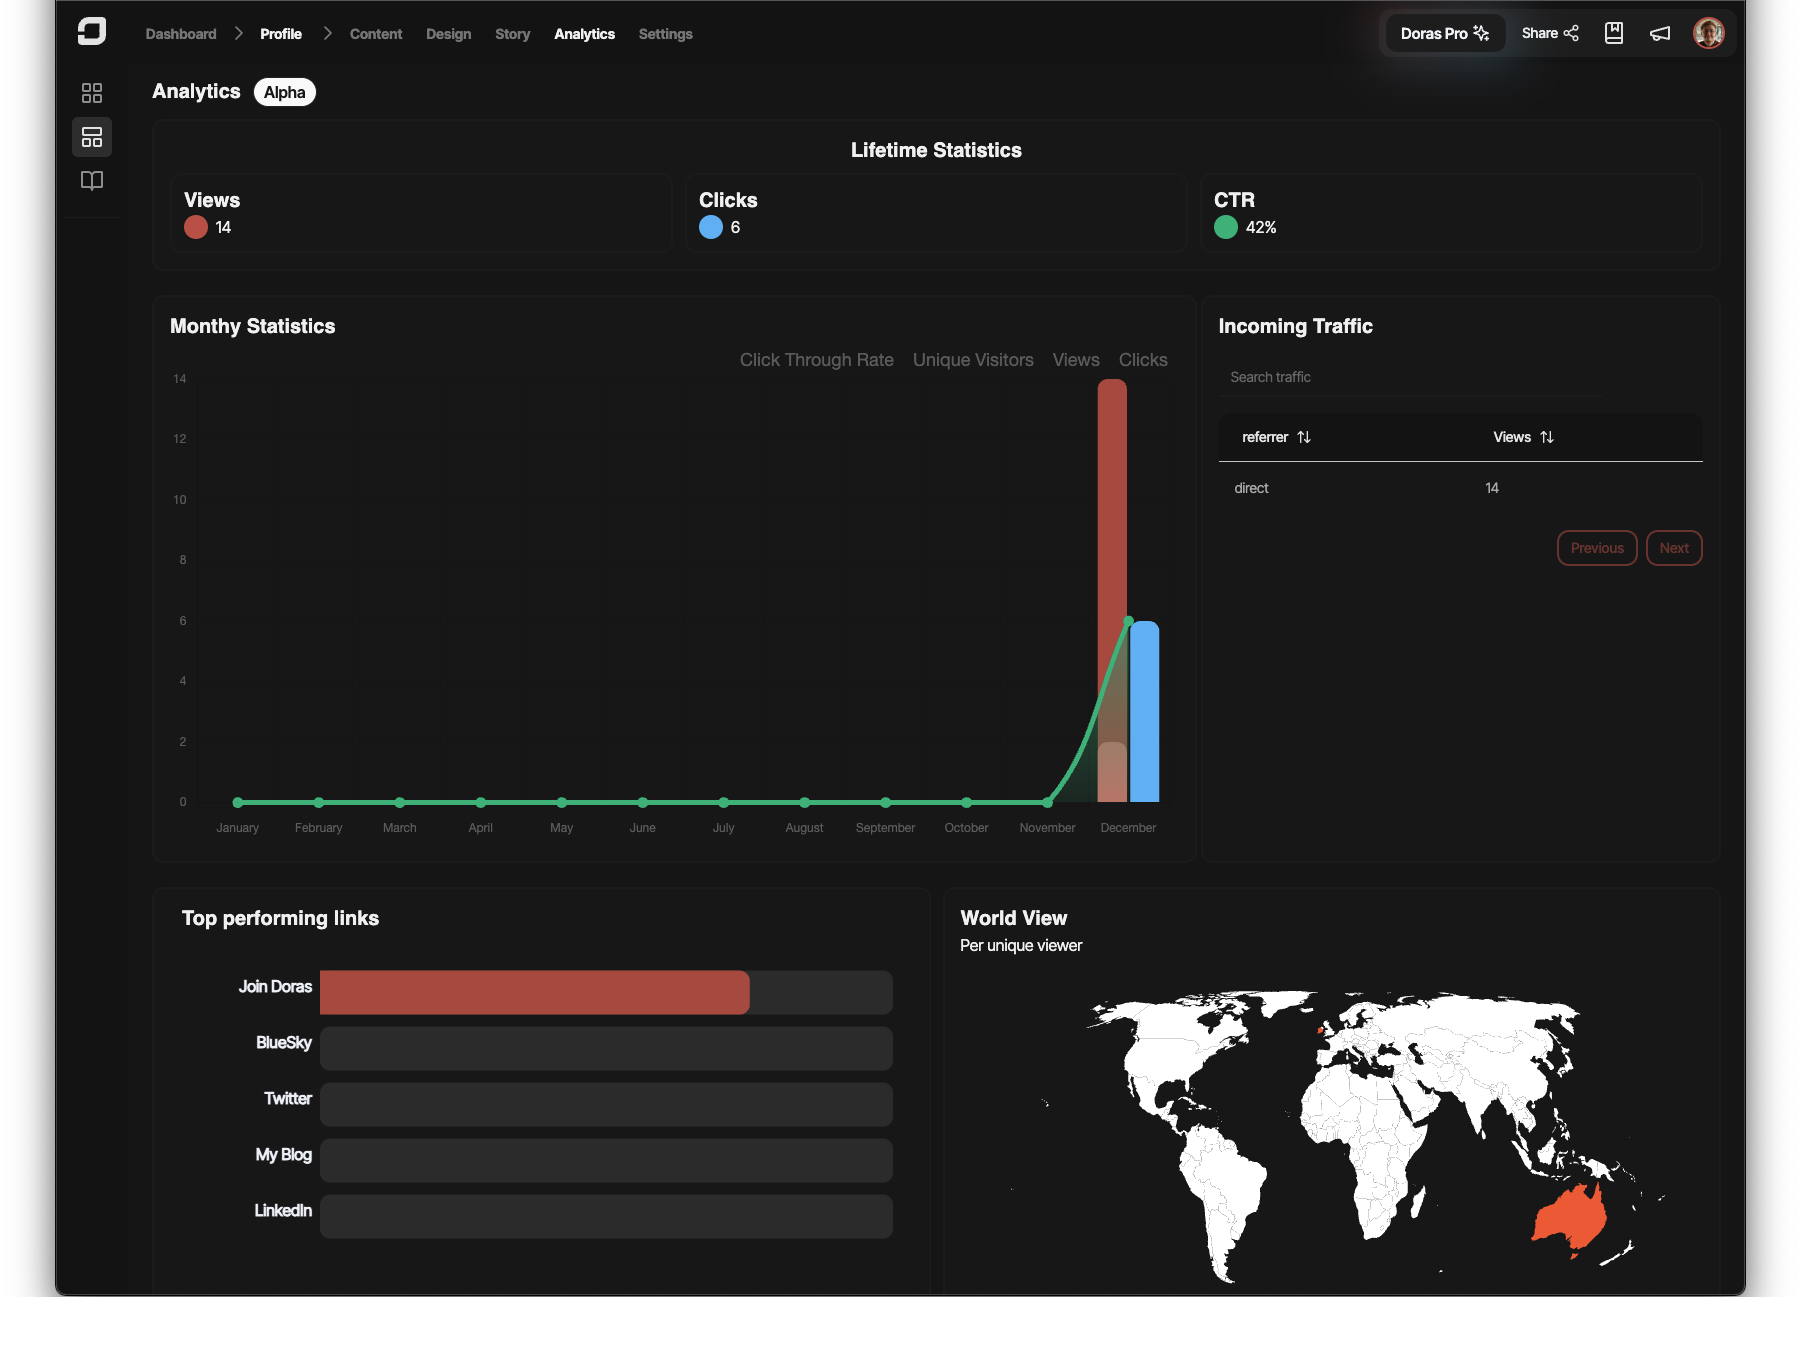 Dashboard Profile Content Design Story Analytics Settings
Doras Pro Share
Analytics Alpha
Lifetime Statistics
Views
14
Clicks
6
CTR
42%
Monthy Statistics
Click Through Rate Unique Visitors Views Clicks
14
12
10
8
6
4
2
0
January February March April May June July August September October November December
Incoming Traffic
Search traffic
referrer Views
direct 14
Previous Next
Top performing links
Join Doras
BlueSky
Twitter
My Blog
LinkedIn
World View
Per unique viewer